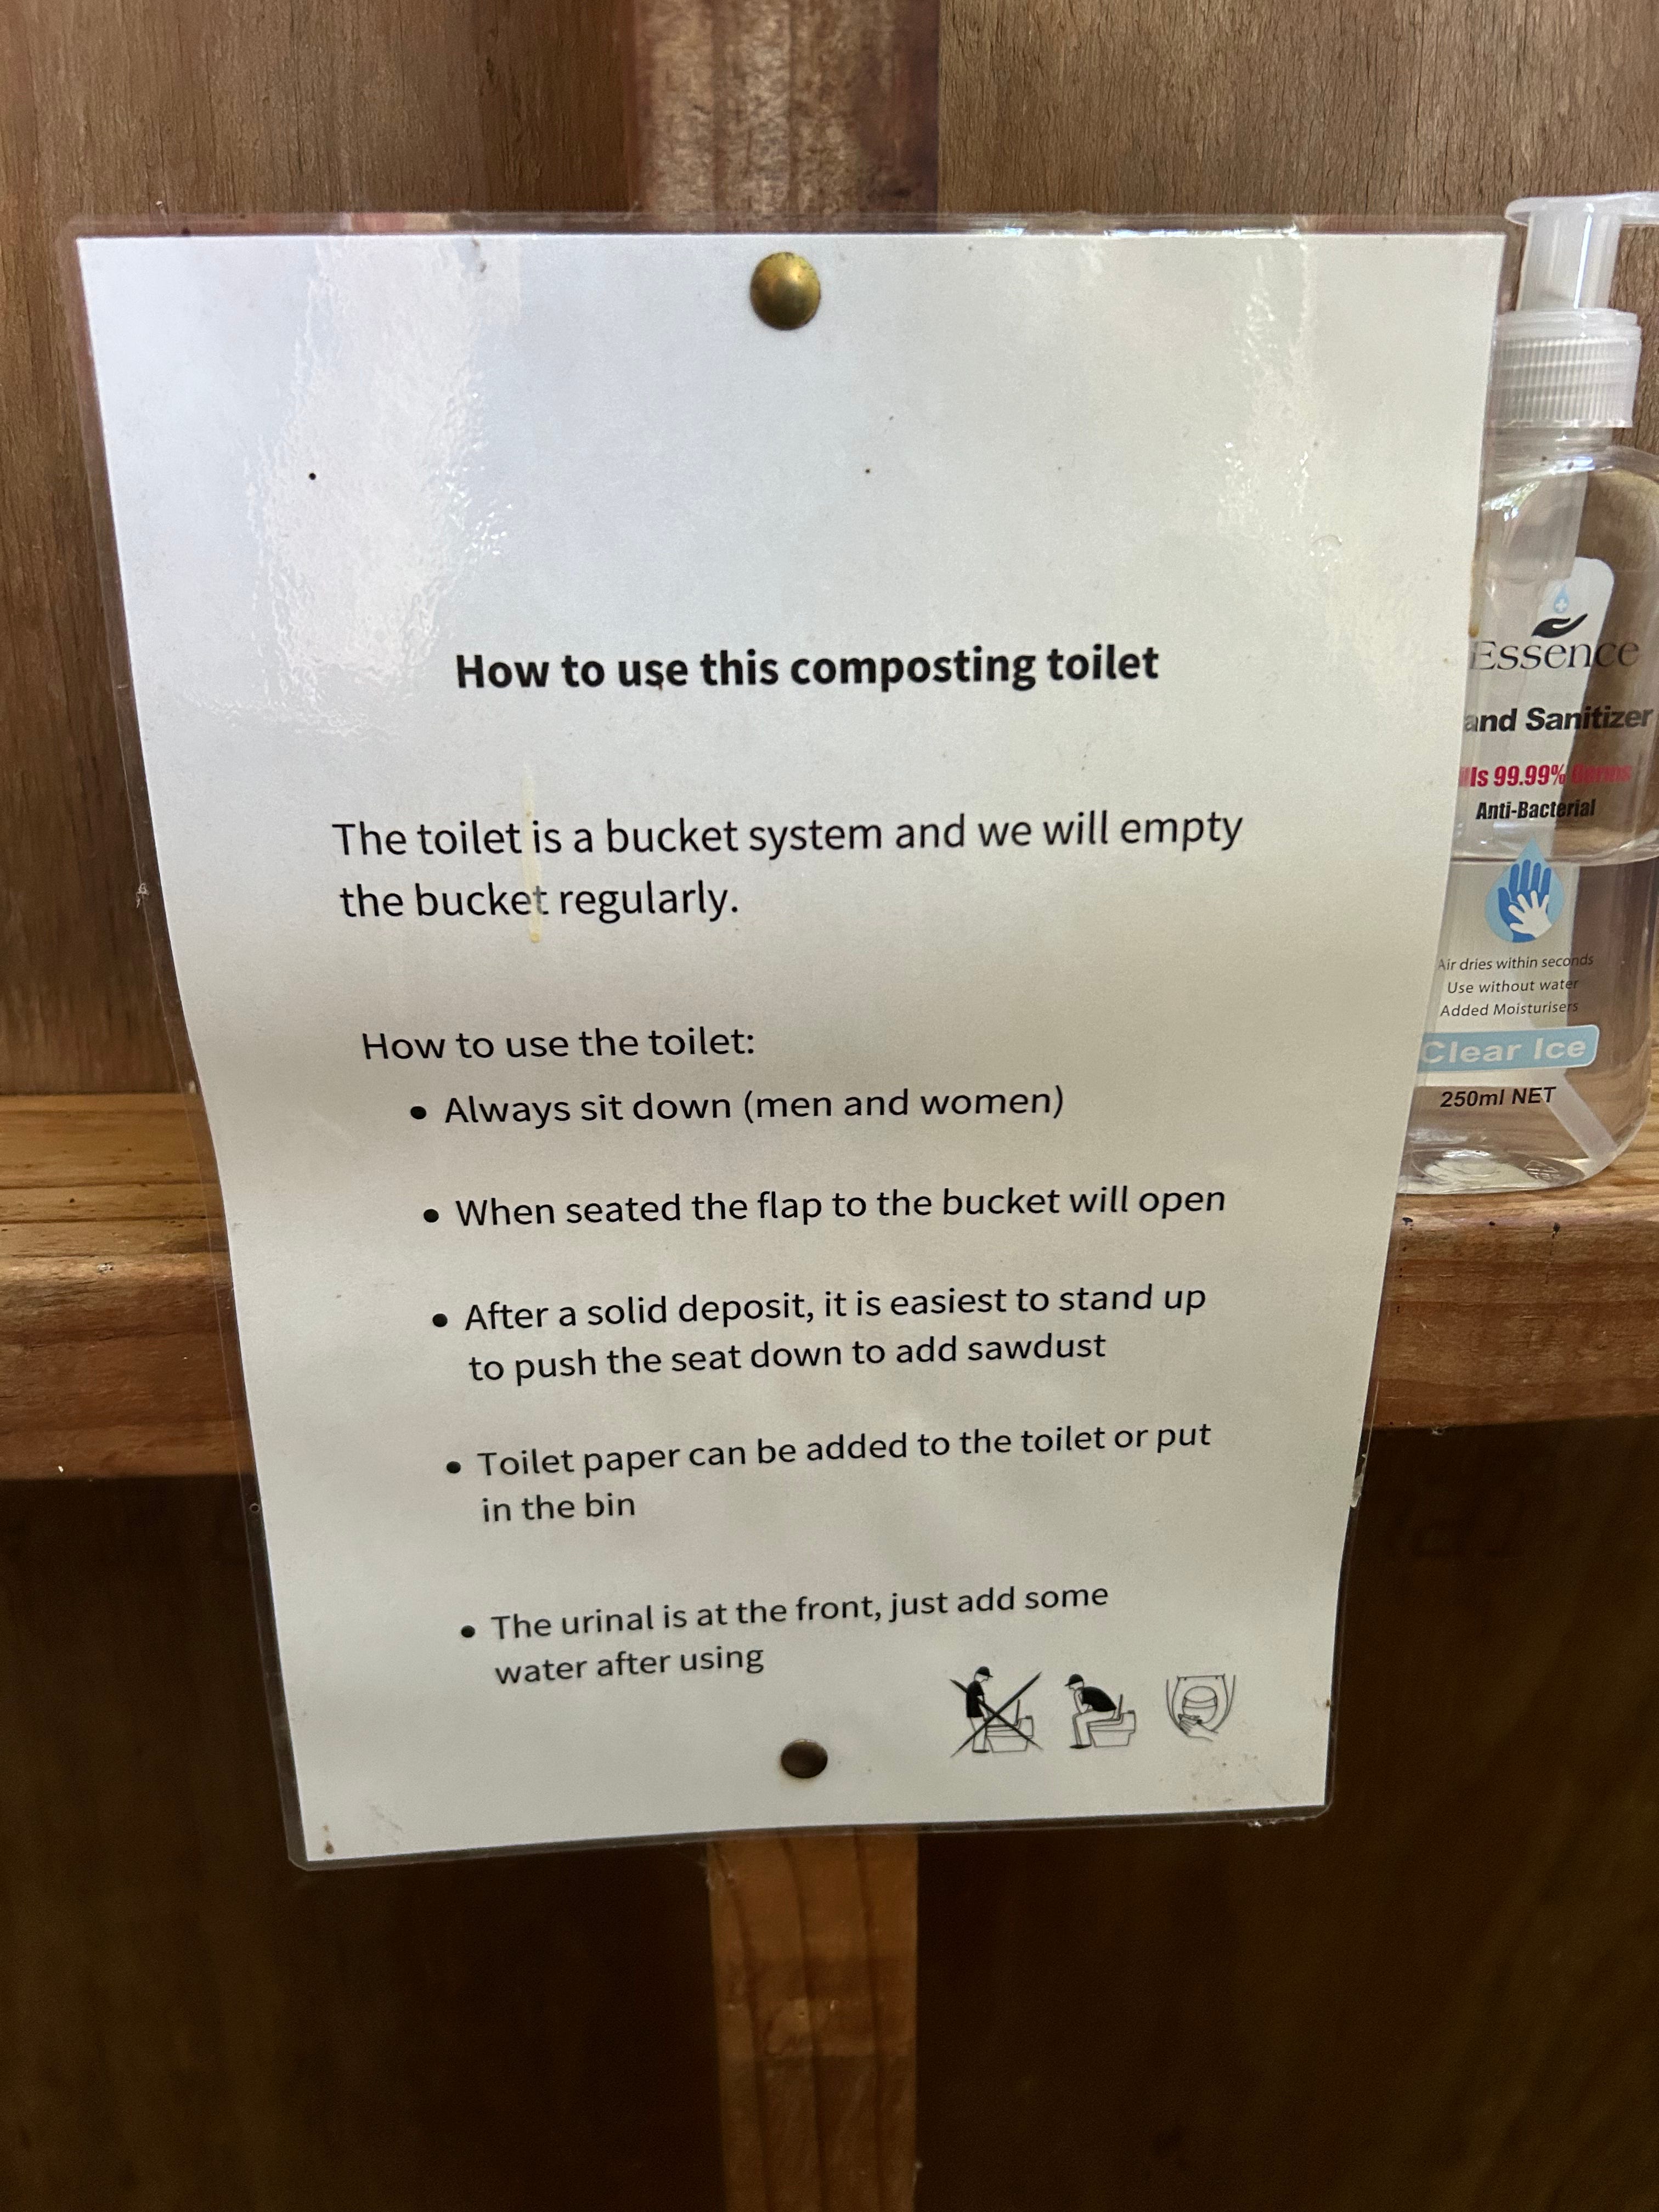 How to use this composting toilet
The toilet is a bucket system and we will empty
the bucket regularly.
How to use the toilet:
• Always sit down (men and women)
• When seated the flap to the bucket will open
• After a solid deposit, it is easiest to stand up
to push the seat down to add sawdust
• Toilet paper can be added to the toilet or put
in the bin
• The urinal is at the front, just add some
water after using
Essence
and Sanitizer
lls 99.99% Germs
Anti-Bacterial
Air dries within seconds
Use without water
Added Moisturisers
Clear Ice
250ml NET